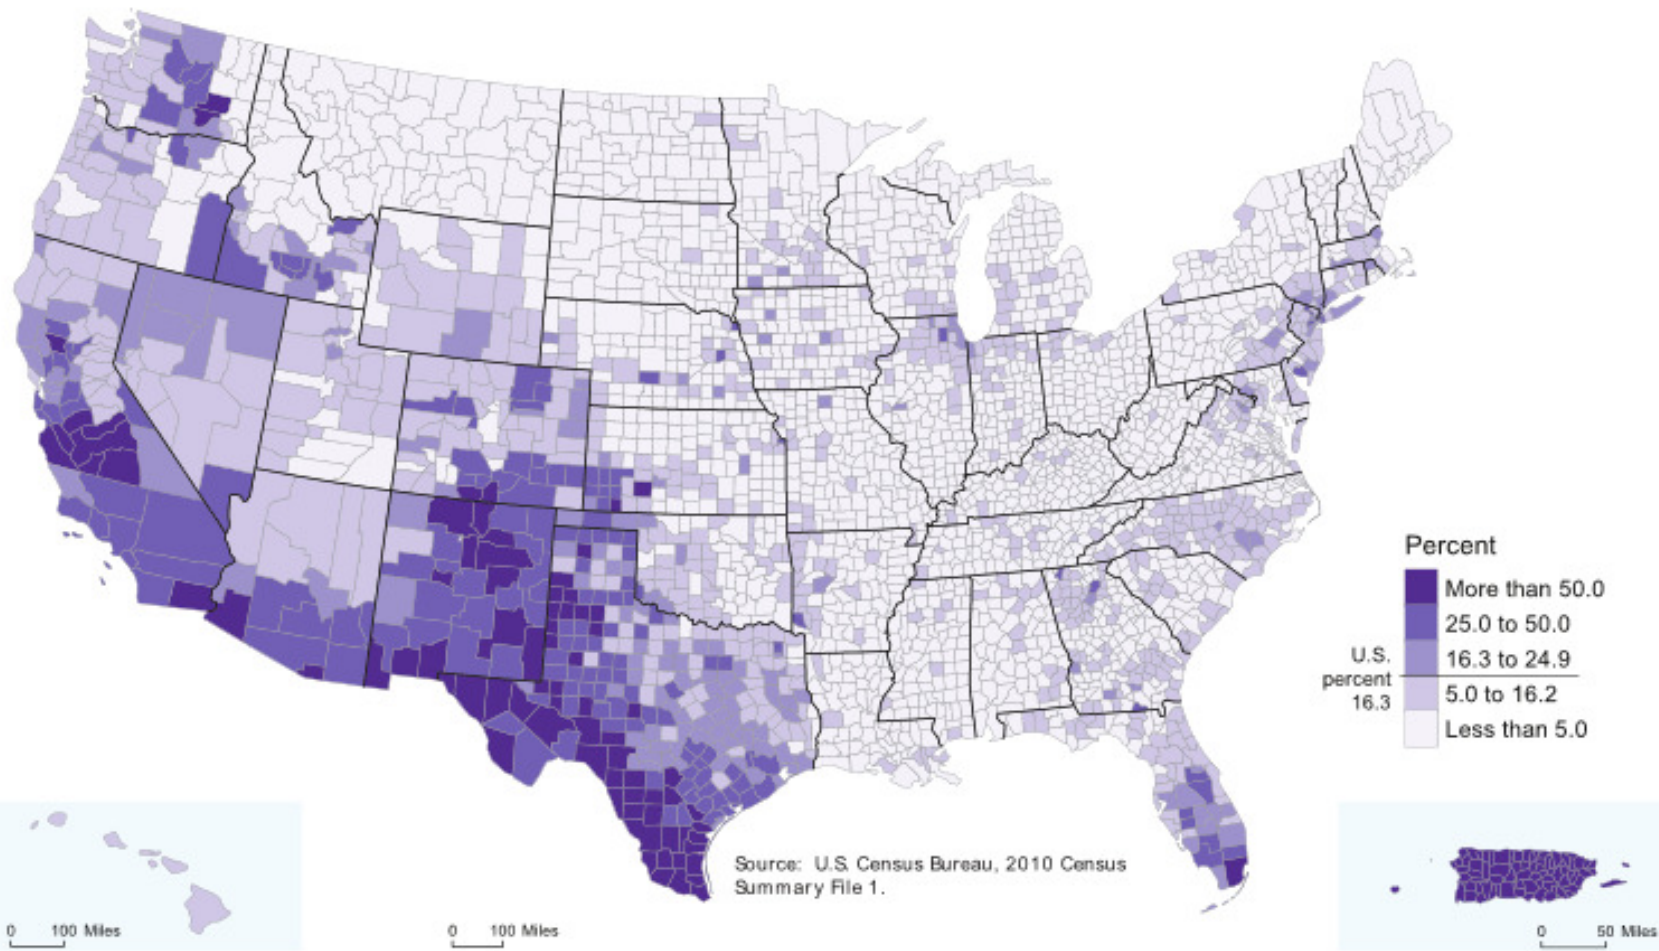 Percent
More than 50.0
25.0 to 50.0
16.3 to 24.9
5.0 to 16.2
Less than 5.0
U.S.
percent
16.3
Source: U.S. Census Bureau, 2010 Census
Summary File 1.
0 100 Miles
0 100 Miles
0 50 Miles